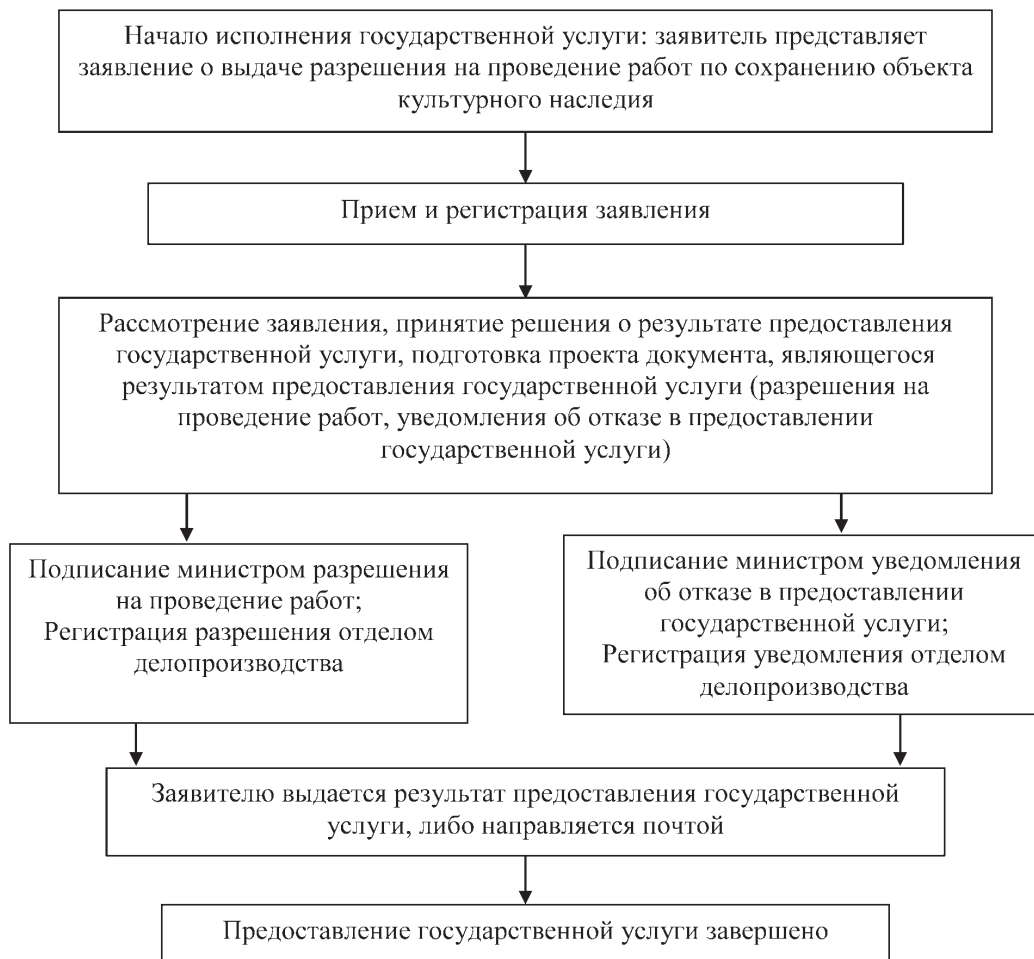 Начало исполнения государственной услуги: заявитель представляет
заявление о выдаче разрешения на проведение работ по сохранению объекта
культурного наследия
Прием и регистрация заявления
Рассмотрение заявления, принятие решения о результате предоставления
государственной услуги, подготовка проекта документа, являющегося
результатом предоставления государственной услуги (разрешения на
проведение работ, уведомления об отказе в предоставлении
государственной услуги)
Подписание министром разрешения
на проведение работ;
Регистрация разрешения отделом
делопроизводства
Подписание министром уведомления
об отказе в предоставлении
государственной услуги;
Регистрация уведомления отделом
делопроизводства
Заявителю выдается результат предоставления государственной
услуги, либо направляется почтой
Предоставление государственной услуги завершено